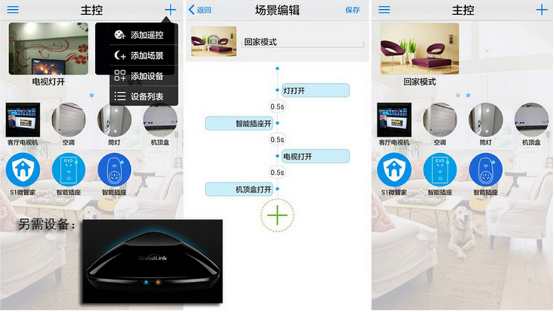 主控
电视灯开
添加遥控
添加场景
添加设备
设备列表
客厅电视机
空调
筒灯
机顶盒
S1微管家
智能插座
智能插座
另需设备：
BroadLink
返回
场景编辑
保存
回家模式
灯打开
0.5s
智能插座开
0.5s
电视打开
0.5s
机顶盒打开
主控
回家模式
客厅电视机
空调
筒灯
机顶盒
S1微管家
智能插座
智能插座